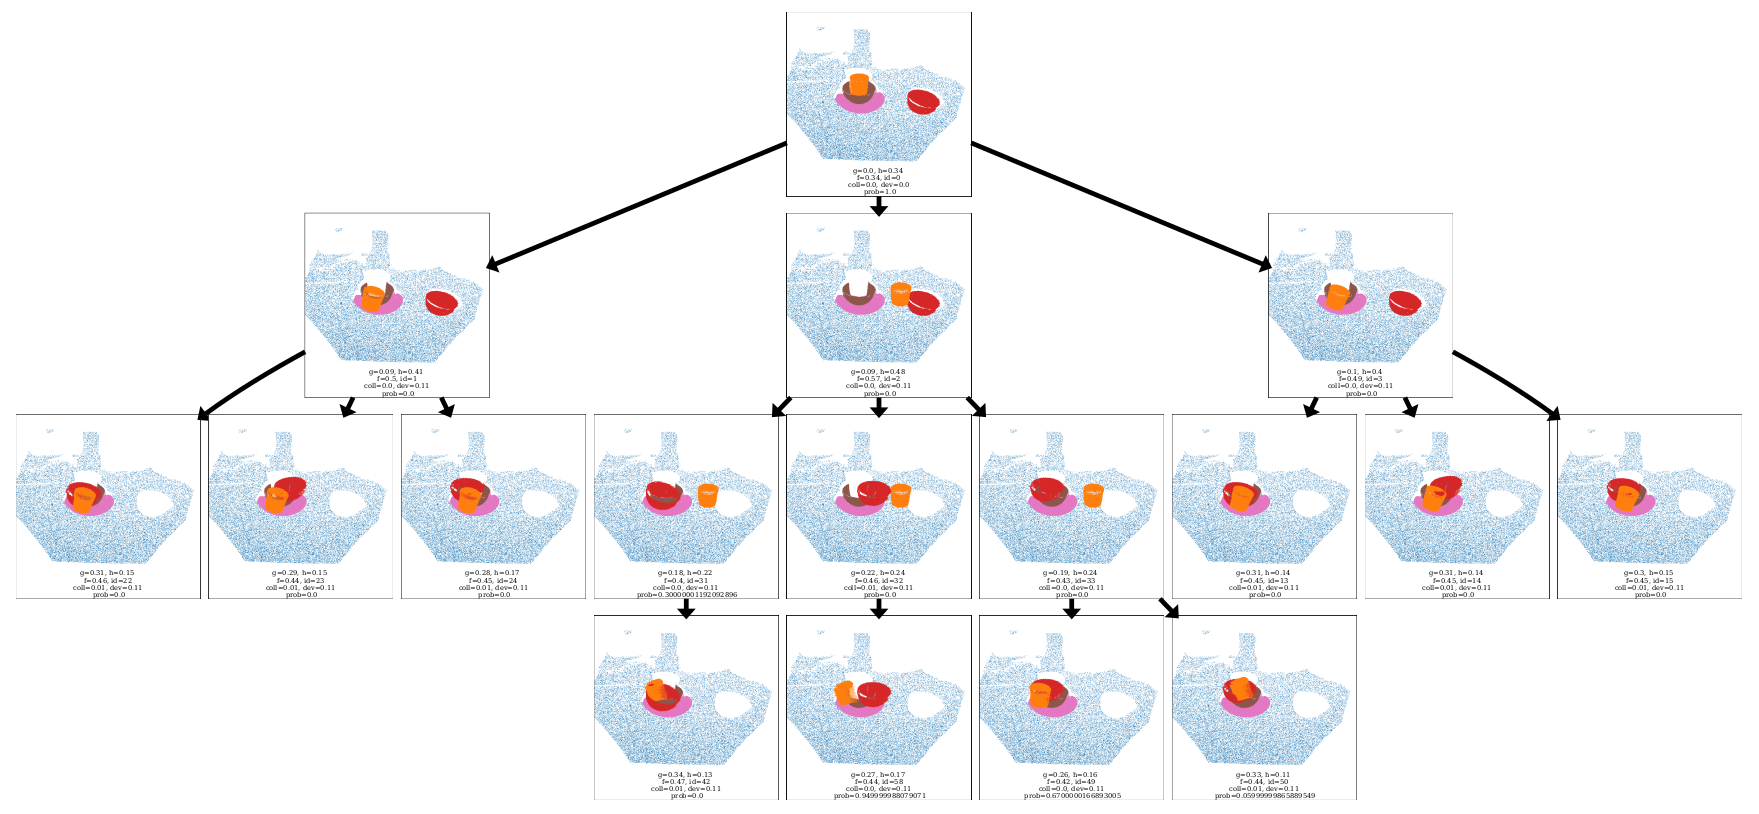 g=0.0, h=0.34
f=0.34, id=0
coll=0.0, dev=0.0
prob=1.0
g=0.09, h=0.41
f=0.5, id=1
coll=0.0, dev=0.11
prob=0.0
g=0.09, h=0.48
f=0.57, id=2
coll=0.0, dev=0.11
prob=0.0
g=0.1, h=0.4
f=0.49, id=3
coll=0.0, dev=0.11
prob=0.0
g=0.31, h=0.15
f=0.46, id=22
coll=0.01, dev=0.11
prob=0.0
g=0.29, h=0.15
f=0.44, id=23
coll=0.01, dev=0.11
prob=0.0
g=0.28, h=0.17
f=0.45, id=24
coll=0.01, dev=0.11
prob=0.0
g=0.18, h=0.22
f=0.4, id=31
coll=0.0, dev=0.11
prob=0.30000001192092896
g=0.22, h=0.24
f=0.46, id=32
coll=0.01, dev=0.11
prob=0.0
g=0.19, h=0.24
f=0.43, id=33
coll=0.0, dev=0.11
prob=0.0
g=0.31, h=0.14
f=0.45, id=13
coll=0.01, dev=0.11
prob=0.0
g=0.31, h=0.14
f=0.45, id=14
coll=0.01, dev=0.11
prob=0.0
g=0.3, h=0.15
f=0.45, id=15
coll=0.01, dev=0.11
prob=0.0
g=0.34, h=0.13
f=0.47, id=42
coll=0.01, dev=0.11
prob=0.0
g=0.27, h=0.17
f=0.44, id=58
coll=0.0, dev=0.11
prob=0.949999988079071
g=0.26, h=0.16
f=0.42, id=49
coll=0.0, dev=0.11
prob=0.6700000166893005
g=0.33, h=0.11
f=0.44, id=50
coll=0.01, dev=0.11
prob=0.05999999865889549